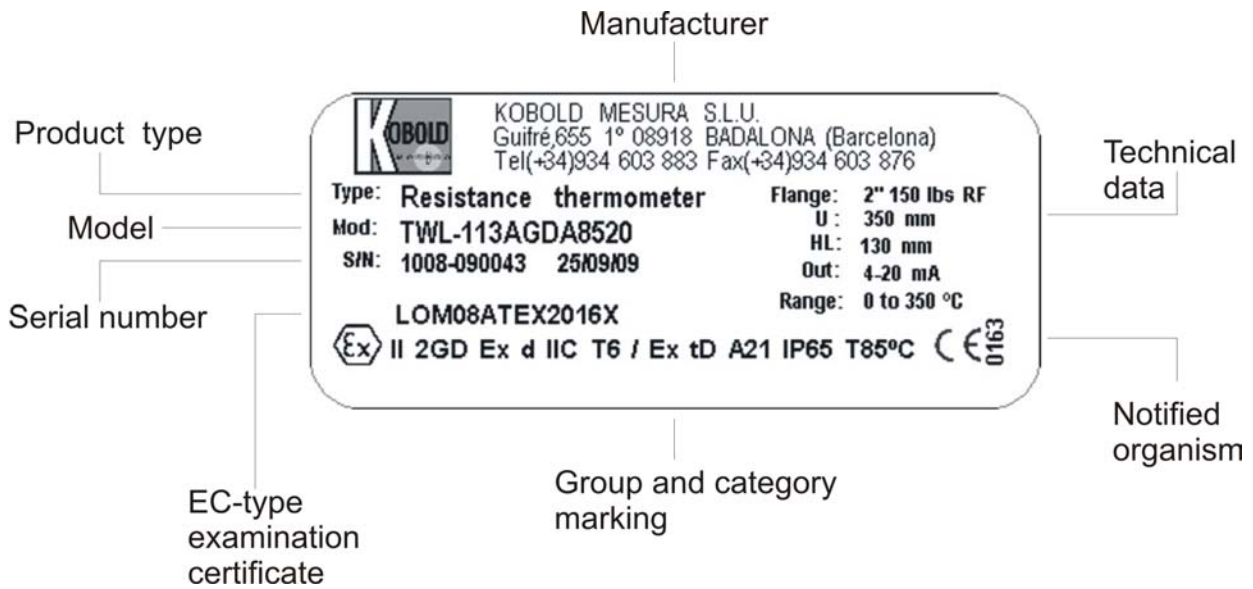 Manufacturer
KOBOLD
KOBOLD MESURA S.L.U.
Guifré,655 1º 08918 BADALONA (Barcelona)
Tel(+34)934 603 883 Fax(+34)934 603 876
Product type
Technical
data
Type: Resistance thermometer
Flange: 2" 150 lbs RF
Model
Mod: TWL-113AGDA8520
U : 350 mm
HL: 130 mm
S/N: 1008-090043 25/09/09
Out: 4-20 mA
Serial number
Range: 0 to 350 ºC
LOM08ATEX2016X
Ex II 2GD Ex d IIC T6 / Ex tD A21 IP65 T85ºC CE 0163
Notified
organism
Group and category
marking
EC-type
examination
certificate